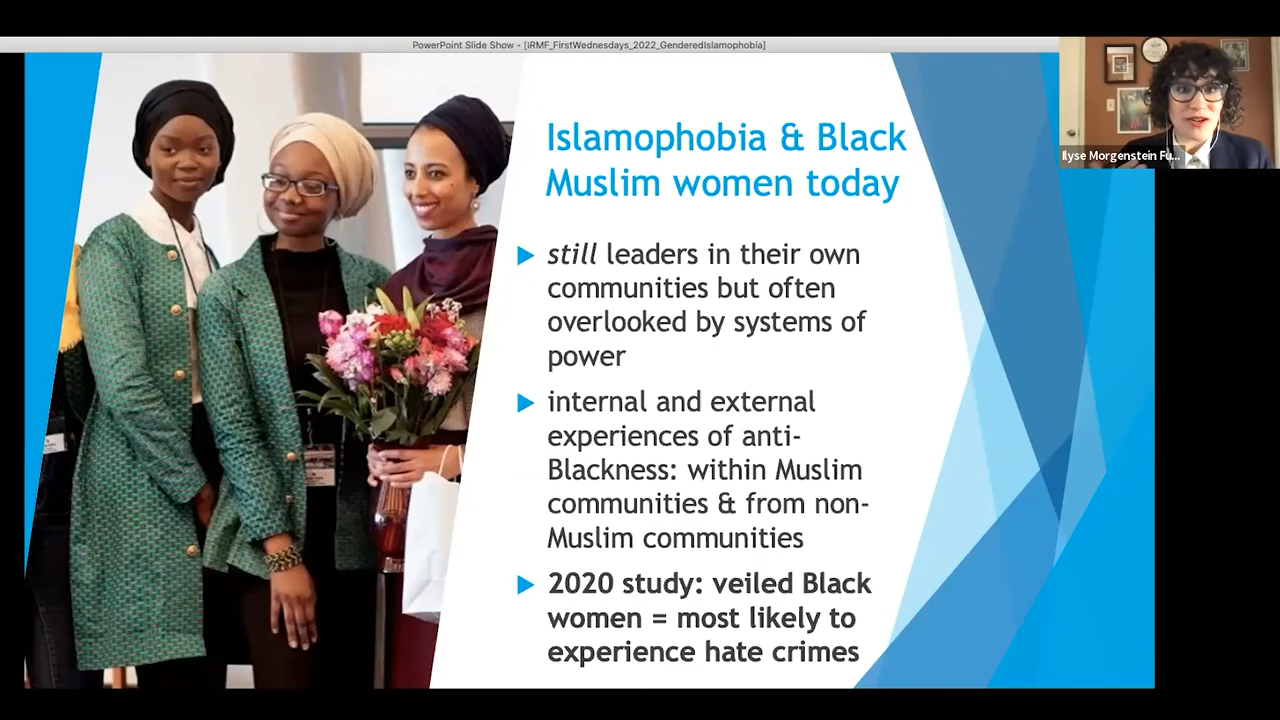 PowerPoint Slide Show - [IRMF_FirstWednesdays_2022_GenderedIslamophobia]
Ilyse Morgenstein Fu...
Islamophobia & Black
Muslim women today
still leaders in their own
communities but often
overlooked by systems of
power
internal and external
experiences of anti-
Blackness: within Muslim
communities & from non-
Muslim communities
2020 study: veiled Black
women = most likely to
experience hate crimes